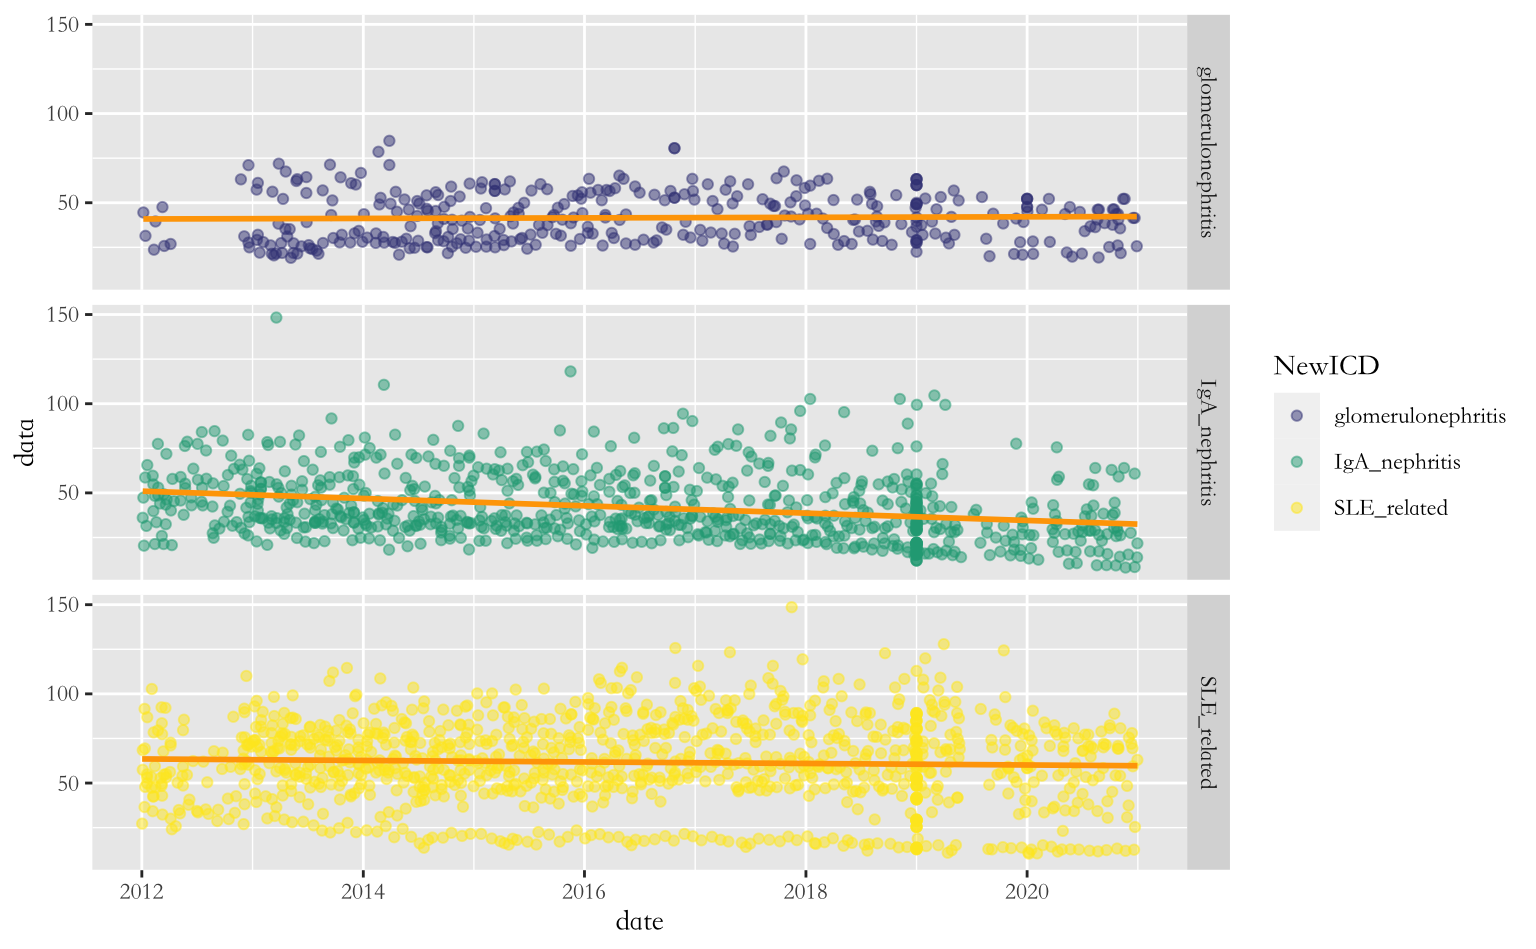 150
100
50
glomerulonephritis
150
100
50
IgA_nephritis
150
100
50
SLE_related
data
2012
2014
2016
2018
2020
date
NewICD
glomerulonephritis
IgA_nephritis
SLE_related